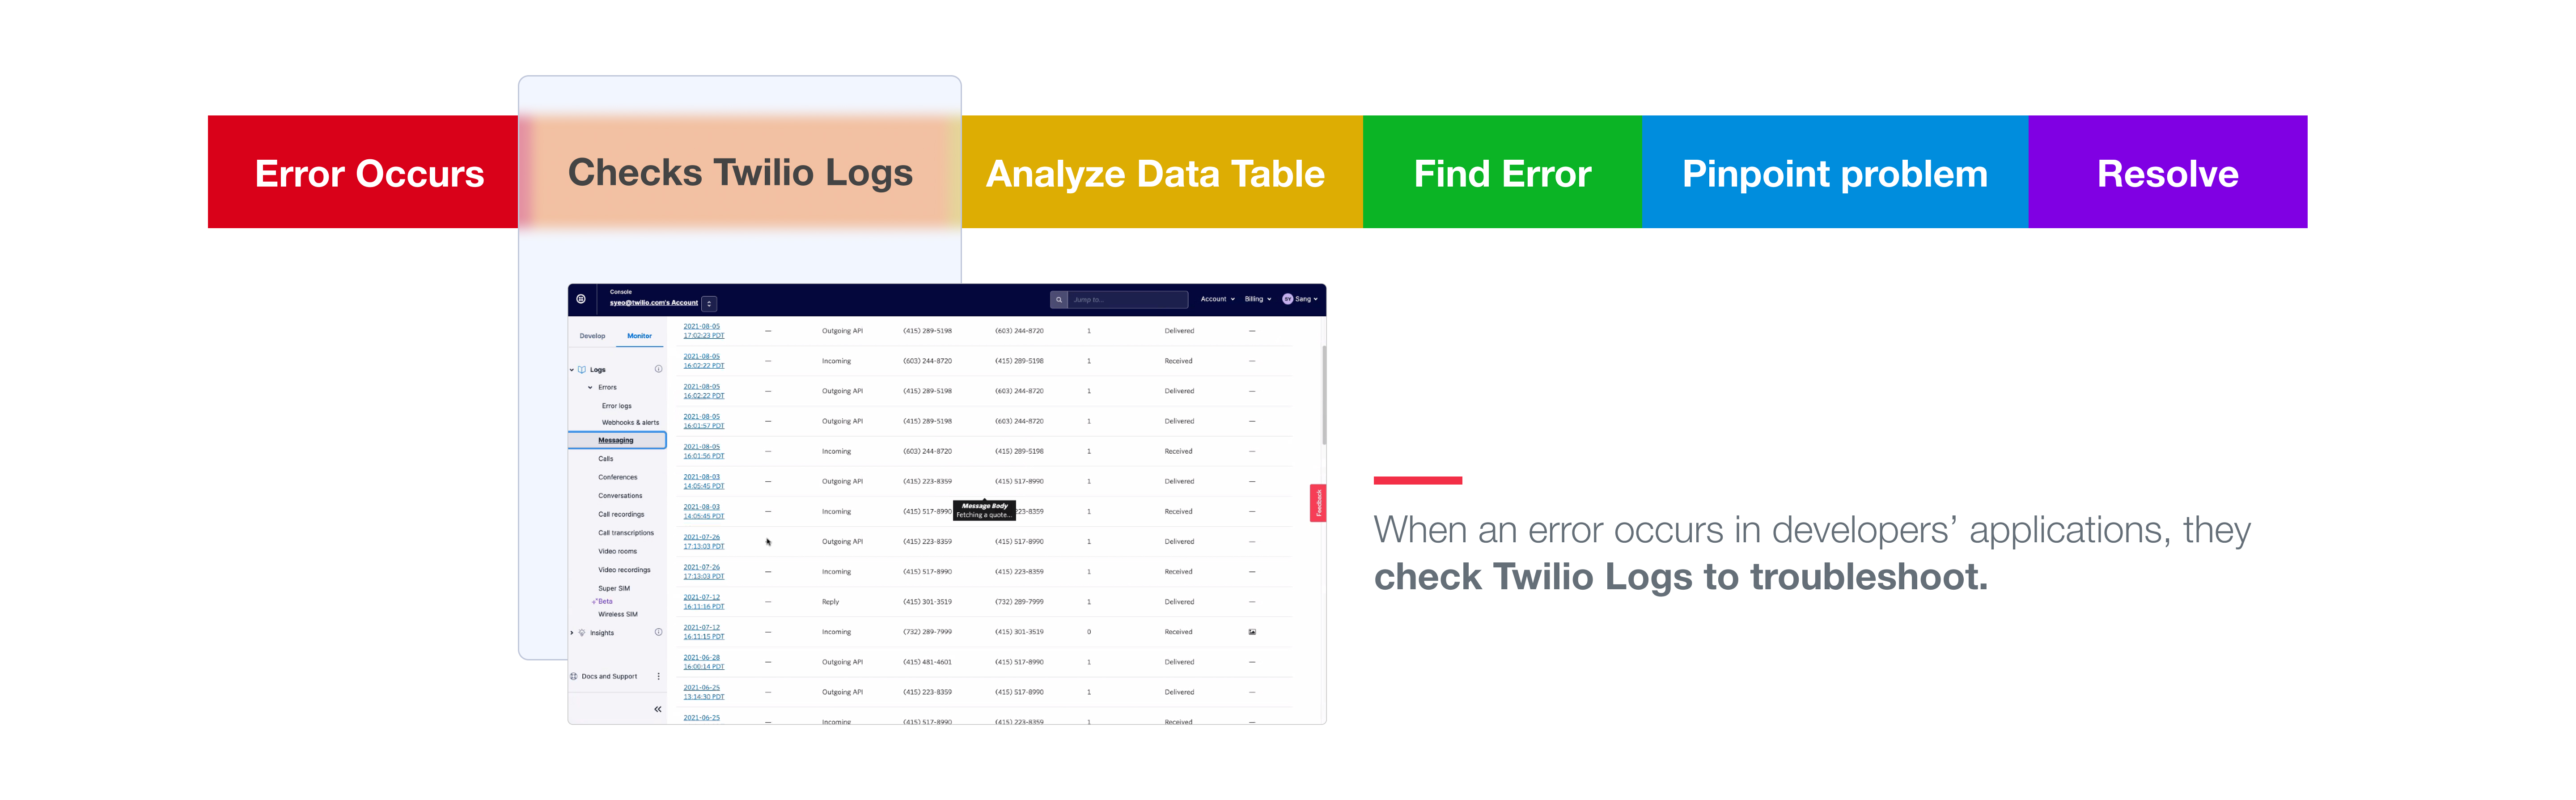 Error Occurs
Checks Twilio Logs
Analyze Data Table
Find Error
Pinpoint problem
Resolve
Console
syeo@twilio.com's Account
Jump to...
Account
Billing
SY
Sang
Develop
Monitor
Logs
Errors
Error logs
Webhooks & alerts
Messaging
Calls
Conferences
Conversations
Call recordings
Call transcriptions
Video rooms
Video recordings
Super SIM
Beta
Wireless SIM
Insights
Docs and Support
2021-08-05
17:02:23 PDT — Outgoing API (415) 289-5198 (603) 244-8720 1 Delivered —
2021-08-05
16:02:22 PDT — Incoming (603) 244-8720 (415) 289-5198 1 Received —
2021-08-05
16:02:22 PDT — Outgoing API (415) 289-5198 (603) 244-8720 1 Delivered —
2021-08-05
16:01:57 PDT — Outgoing API (415) 289-5198 (603) 244-8720 1 Delivered —
2021-08-05
16:01:56 PDT — Incoming (603) 244-8720 (415) 289-5198 1 Received —
2021-08-03
14:05:45 PDT — Outgoing API (415) 223-8359 (415) 517-8990 1 Delivered —
Message Body
Fetching a quote...
2021-08-03
14:05:45 PDT — Incoming (415) 517-8990 223-8359 1 Received —
2021-07-26
17:13:03 PDT Outgoing API (415) 223-8359 (415) 517-8990 1 Delivered —
2021-07-26
17:13:03 PDT — Incoming (415) 517-8990 (415) 223-8359 1 Received —
2021-07-12
16:11:16 PDT — Reply (415) 301-3519 (732) 289-7999 1 Delivered —
2021-07-12
16:11:15 PDT — Incoming (732) 289-7999 (415) 301-3519 0 Received
2021-06-28
16:00:14 PDT — Outgoing API (415) 481-4601 (415) 517-8990 1 Delivered —
2021-06-25
13:14:30 PDT — Outgoing API (415) 223-8359 (415) 517-8990 1 Delivered —
2021-06-25
— Incoming (415) 517-8990 (415) 223-8359 1 Received —
Feedback
When an error occurs in developers' applications, they
check Twilio Logs to troubleshoot.